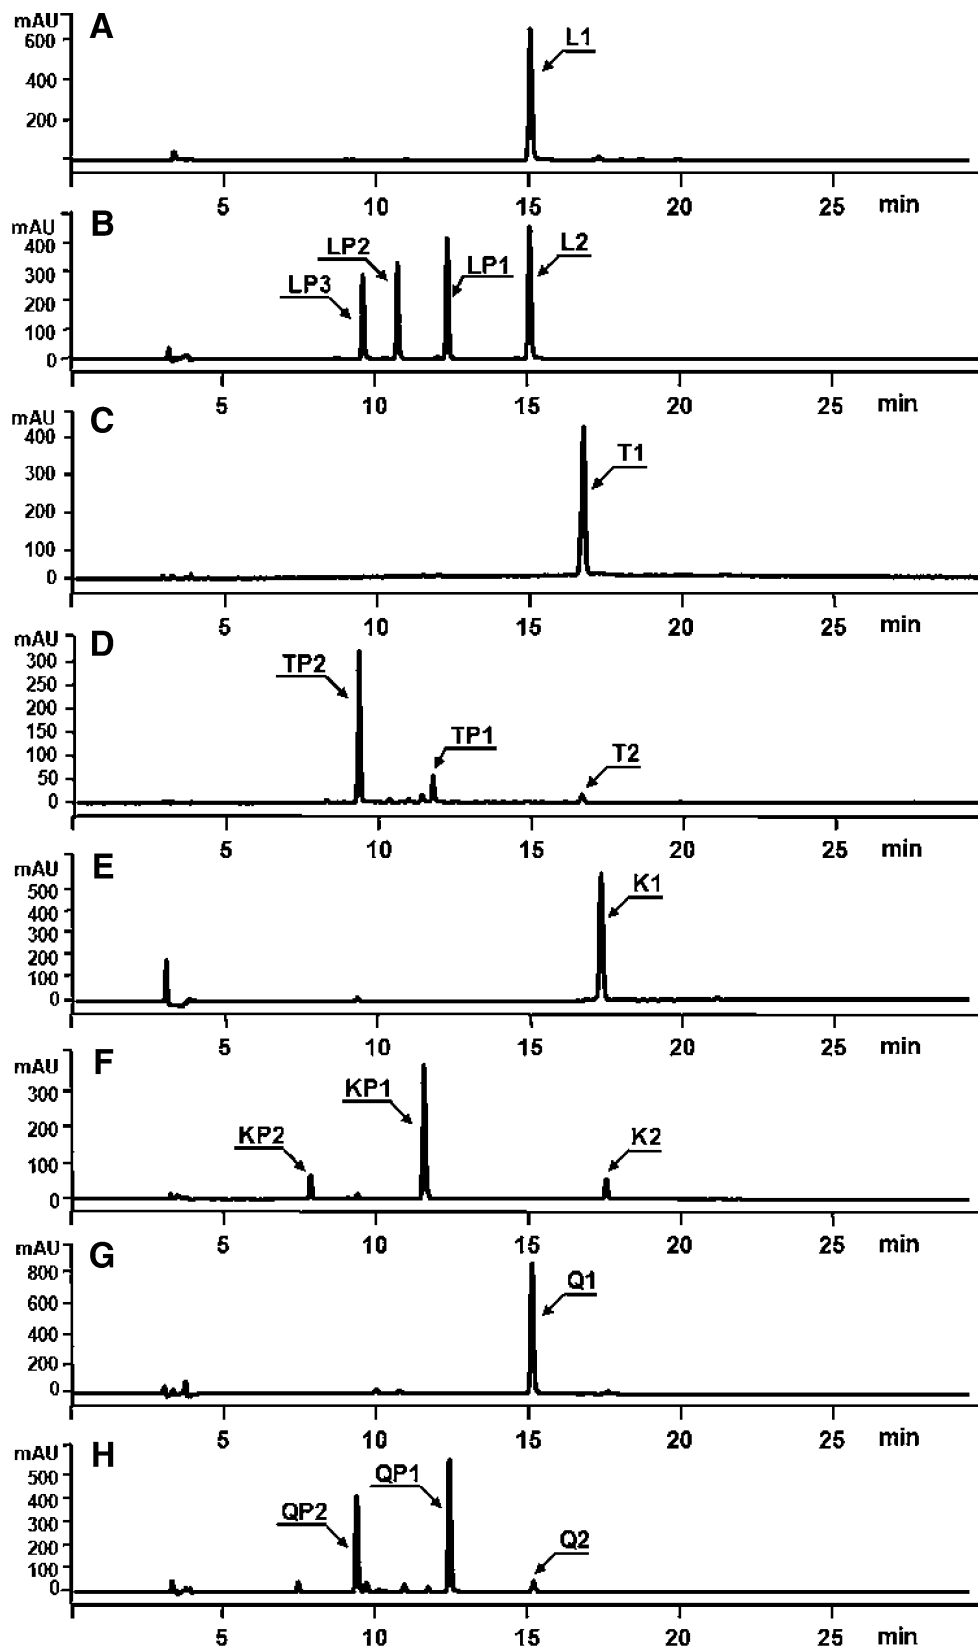 mAU A
600
L1
400
200
5 10 15 20 25 min
mAU B
400
LP2 L2
300
LP3 LP1
200
100
0
5 10 15 20 25 min
mAU C
400
T1
300
200
100
0
5 10 15 20 25 min
mAU D
300
TP2
250
200
150
TP1
100
T2
50
0
5 10 15 20 25 min
mAU E
500
K1
400
300
200
100
0
5 10 15 20 25 min
mAU F
300
KP1
200
KP2 K2
100
0
5 10 15 20 25 min
mAU G
800
Q1
600
400
200
0
5 10 15 20 25 min
mAU H
500
QP1
400
QP2
300
Q2
200
100
0
5 10 15 20 25 min